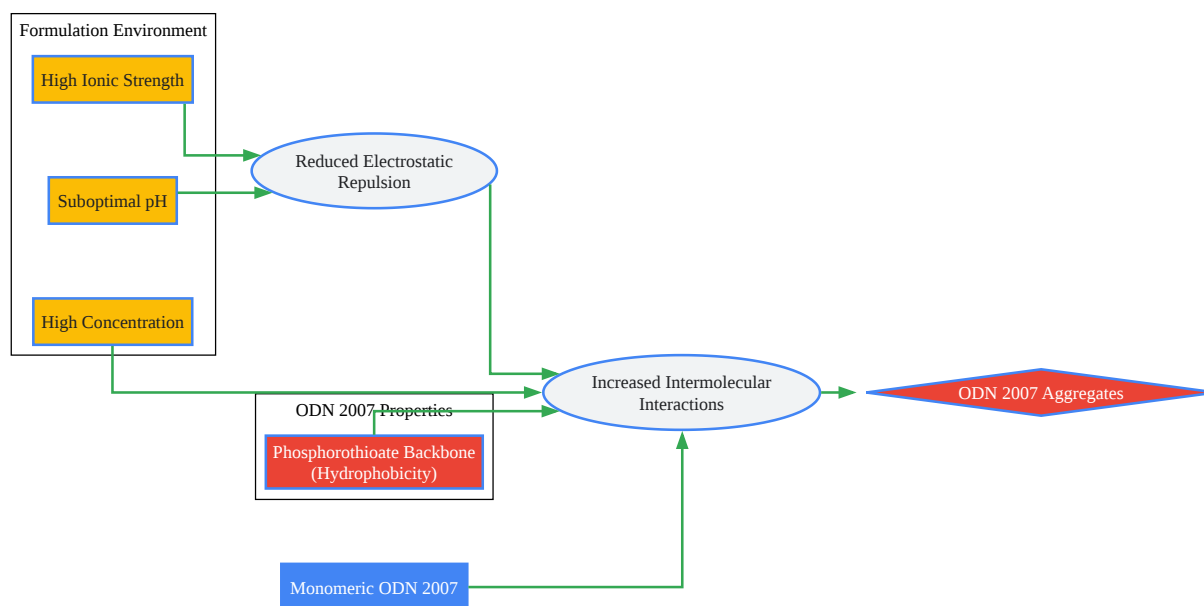 Formulation Environment
High Ionic Strength
Suboptimal pH
High Concentration
Reduced Electrostatic
Repulsion
Increased Intermolecular
Interactions
ODN 2007 Aggregates
ODN 2007 Properties
Phosphorothioate Backbone
(Hydrophobicity)
Monomeric ODN 2007